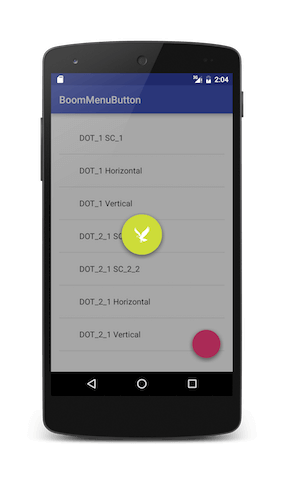 2:04
BoomMenuButton
DOT_1 SC_1
DOT_1 Horizontal
DOT_1 Vertical
DOT_2_1 SC
DOT_2_1 SC_2_2
DOT_2_1 Horizontal
DOT_2_1 Vertical